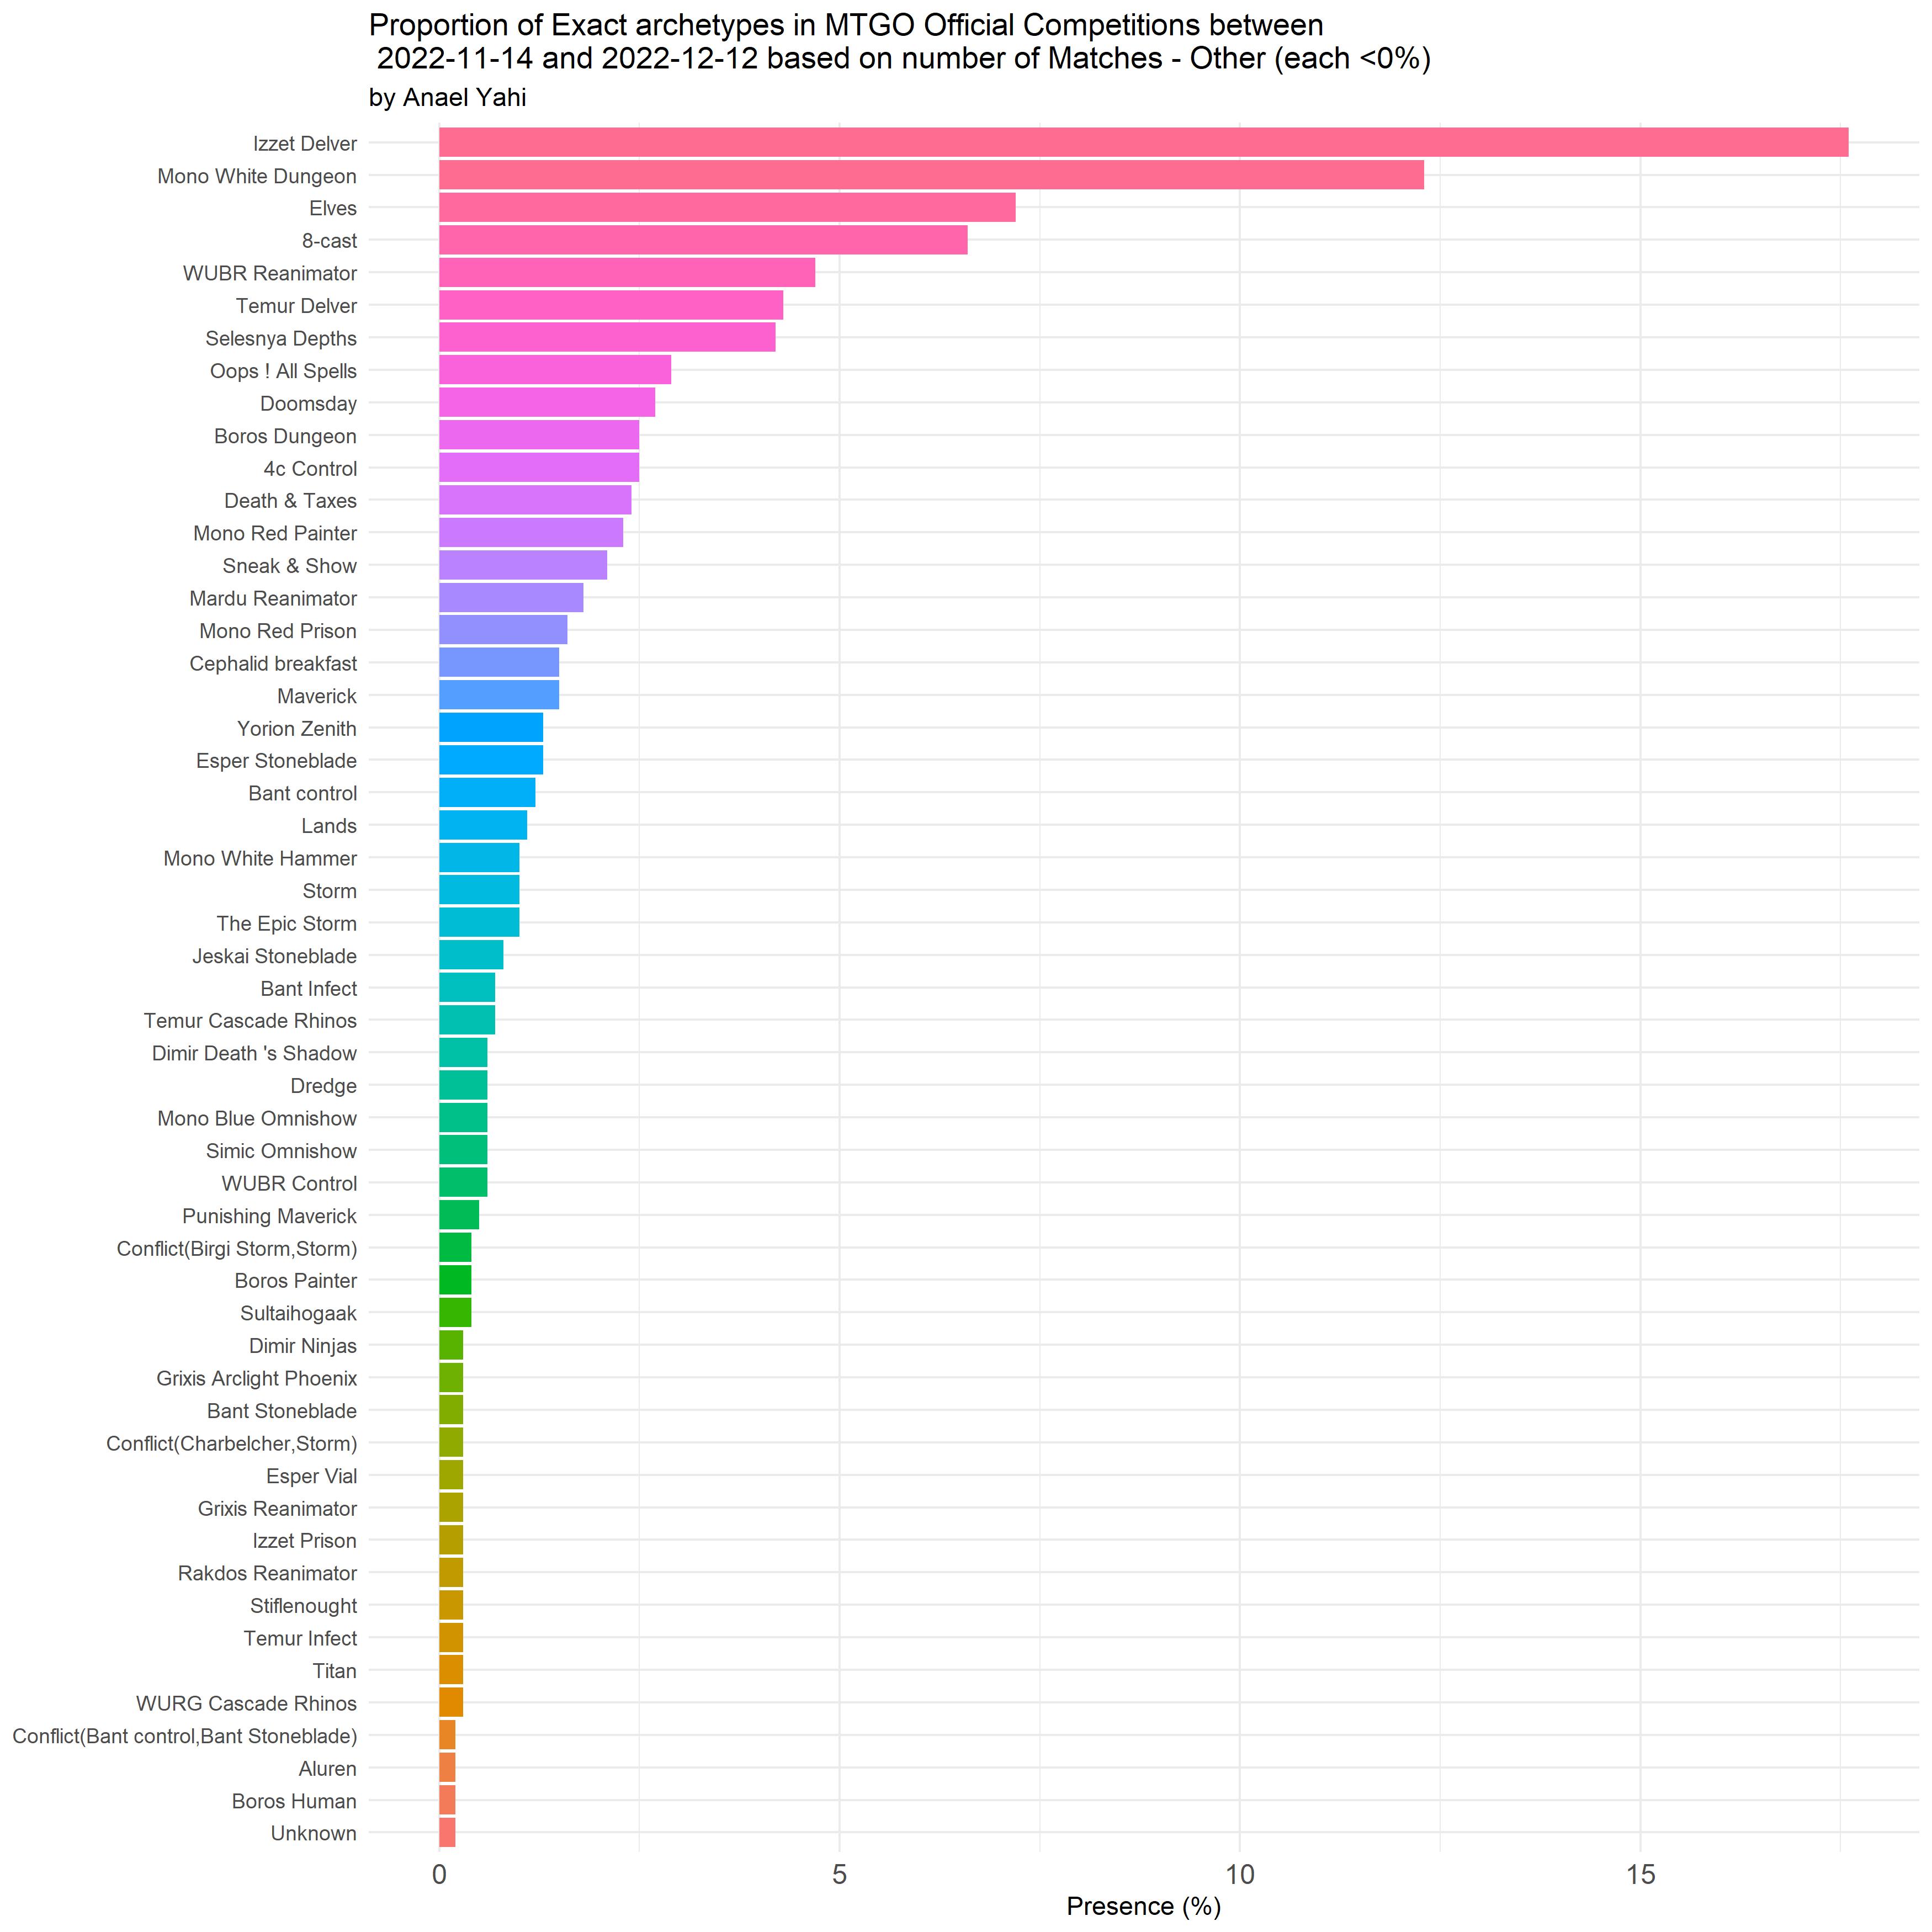 Proportion of Exact archetypes in MTGO Official Competitions between
2022-11-14 and 2022-12-12 based on number of Matches - Other (each <0%)
by Anael Yahi
Izzet Delver
Mono White Dungeon
Elves
8-cast
WUBR Reanimator
Temur Delver
Selesnya Depths
Oops ! All Spells
Doomsday
Boros Dungeon
4c Control
Death & Taxes
Mono Red Painter
Sneak & Show
Mardu Reanimator
Mono Red Prison
Cephalid breakfast
Maverick
Yorion Zenith
Esper Stoneblade
Bant control
Lands
Mono White Hammer
Storm
The Epic Storm
Jeskai Stoneblade
Bant Infect
Temur Cascade Rhinos
Dimir Death 's Shadow
Dredge
Mono Blue Omnishow
Simic Omnishow
WUBR Control
Punishing Maverick
Conflict(Birgi Storm,Storm)
Boros Painter
Sultaihogaak
Dimir Ninjas
Grixis Arclight Phoenix
Bant Stoneblade
Conflict(Charbelcher,Storm)
Esper Vial
Grixis Reanimator
Izzet Prison
Rakdos Reanimator
Stiflenought
Temur Infect
Titan
WURG Cascade Rhinos
Conflict(Bant control,Bant Stoneblade)
Aluren
Boros Human
Unknown
0 5 10 15
Presence (%)